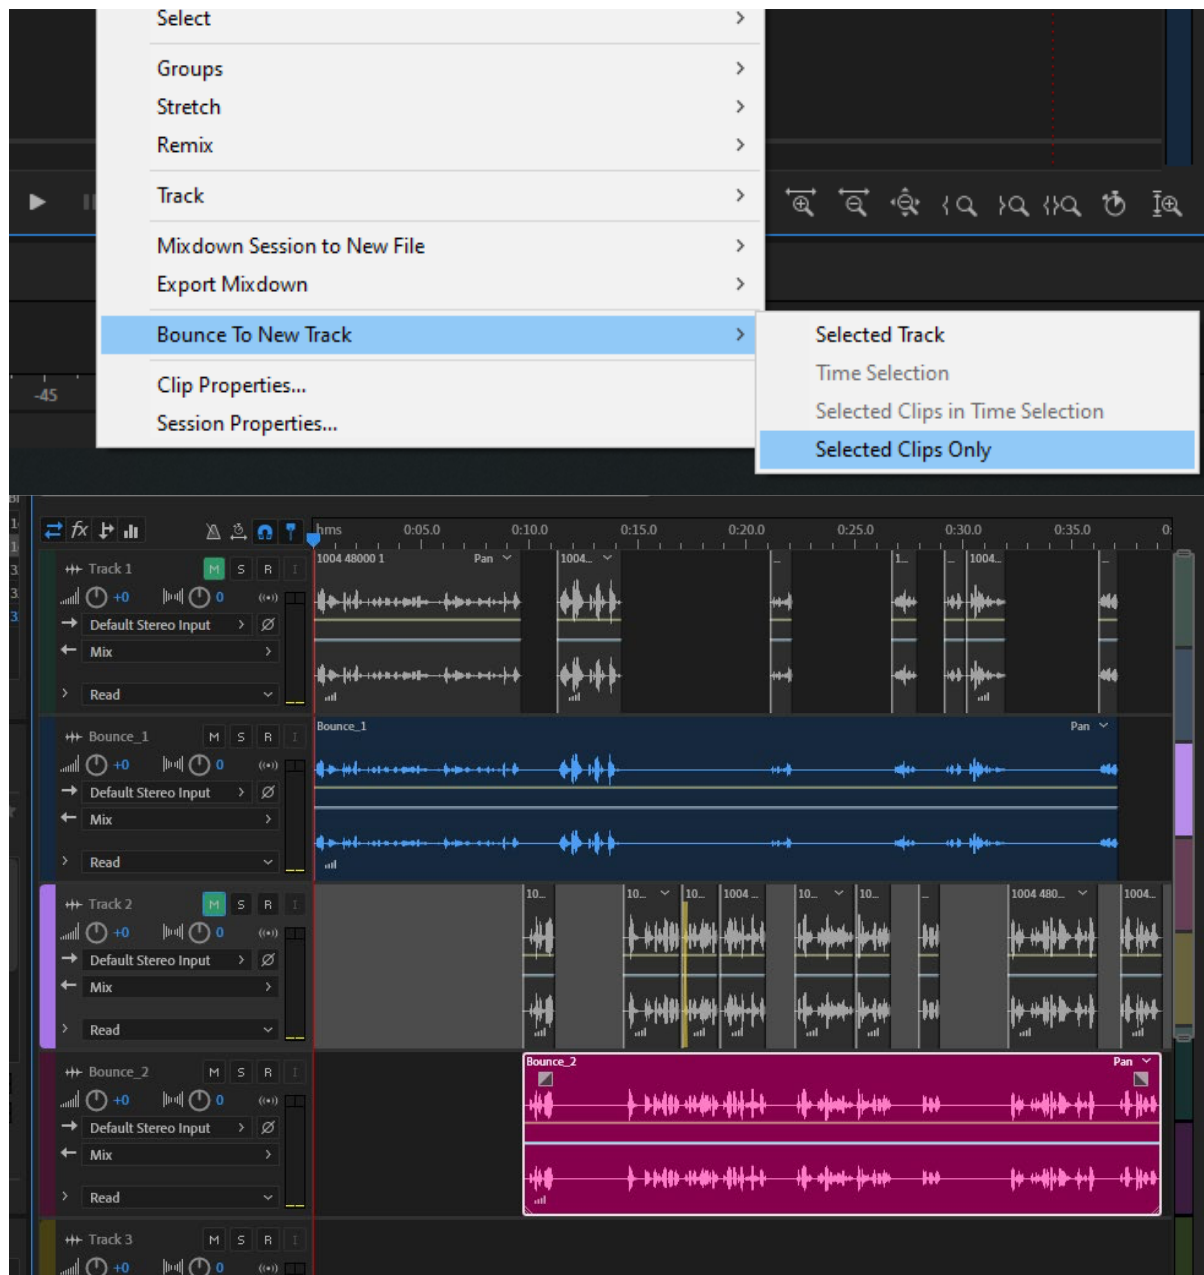 Select
Groups
Stretch
Remix
Track
Mixdown Session to New File
Export Mixdown
Bounce To New Track
Selected Track
Time Selection
Selected Clips in Time Selection
Selected Clips Only
Clip Properties...
Session Properties...
-45
hms 0:05.0 0:10.0 0:15.0 0:20.0 0:25.0 0:30.0 0:35.0 0:
Track 1 M S R I
1004 48000 1 Pan 1004... ... 1... ... 1004... ...
+0 0
Default Stereo Input
Mix
Read
Bounce_1 M S R I
Bounce_1 Pan
+0 0
Default Stereo Input
Mix
Read
Track 2 M S R I
10... 10... 10... 1004 ... 10... 10... ... 1004 480... 1004...
+0 0
Default Stereo Input
Mix
Read
Bounce_2 M S R I
Bounce_2 Pan
+0 0
Default Stereo Input
Mix
Read
Track 3 M S R I
+0 0